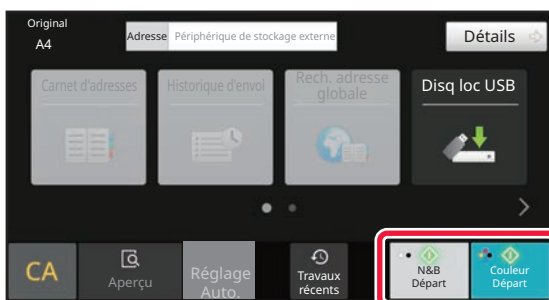 Original
A4
Adresse
Périphérique de stockage externe
Détails
Carnet d'adresses
Historique d'envoi
Rech. adresse
globale
Disq loc USB
CA
Aperçu
Réglage
Auto.
Travaux
récents
N&B
Départ
Couleur
Départ